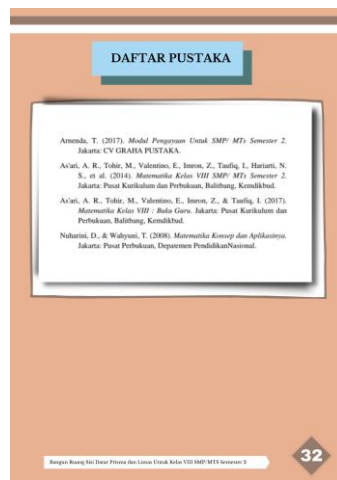 DAFTAR PUSTAKA
Arnenda, T. (2017). Modul Pengayaan Untuk SMP/ MTs Semester 2.
Jakarta: CV GRAHA PUSTAKA.
As'ari, A. R., Tohir, M., Valentino, E., Imron, Z., Taufiq, I., Hariarti, N.
S., et al. (2014). Matematika Kelas VIII SMP/ MTs Semester 2.
Jakarta: Pusat Kurikulum dan Perbukuan, Balitbang, Kemdikbud.
As'ari, A. R., Tohir, M., Valentino, E., Imron, Z., & Taufiq, I. (2017).
Matematika Kelas VIII : Buku Guru. Jakarta: Pusat Kurikulum dan
Perbukuan, Balitbang, Kemdikbud.
Nuharini, D., & Wahyuni, T. (2008). Matematika Konsep dan Aplikasinya.
Jakarta: Pusat Perbukuan, Depatemen PendidikanNasional.
Bangun Ruang Sisi Datar Prisma dan Limas Untuk Kelas VIII SMP/MTS Semester II
32